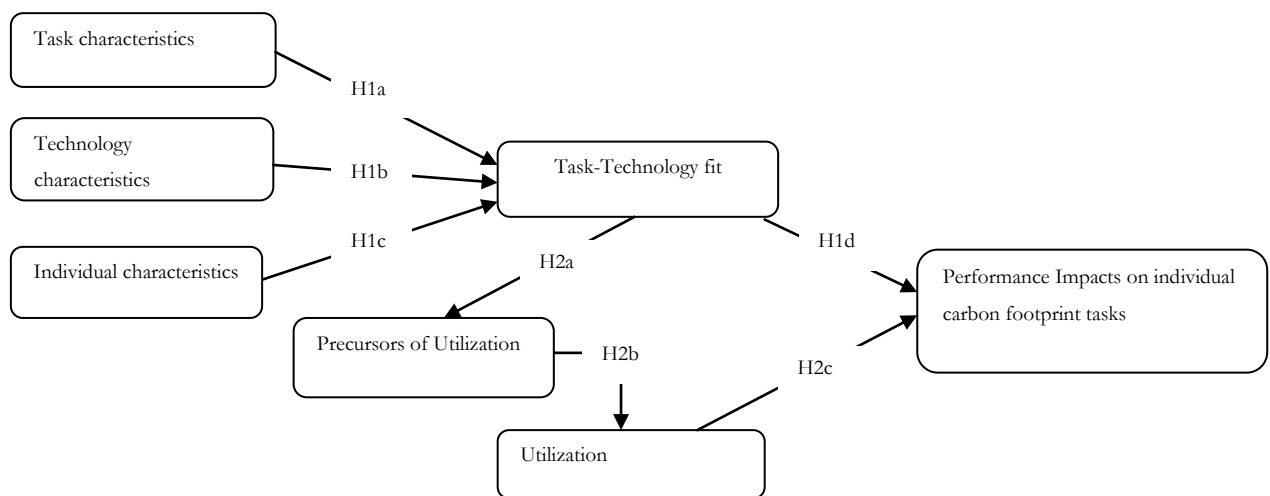 Task characteristics
H1a
Technology
characteristics
H1b
Task-Technology fit
H1c
Individual characteristics
H1d
H2a
Performance Impacts on individual
carbon footprint tasks
Precursors of Utilization
H2b
H2c
Utilization